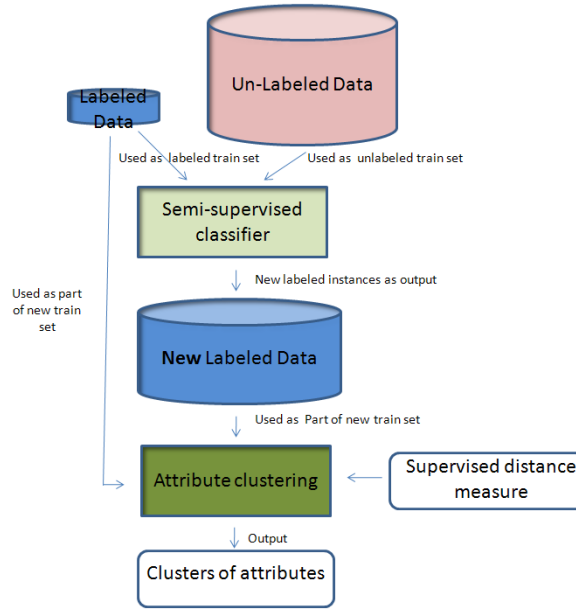 Un-Labeled Data
Labeled
Data
Used as labeled train set
Used as unlabeled train set
Semi-supervised
classifier
New labeled instances as output
Used as part
of new train
set
New Labeled Data
Used as Part of new train set
Attribute clustering
Supervised distance
measure
Output
Clusters of attributes